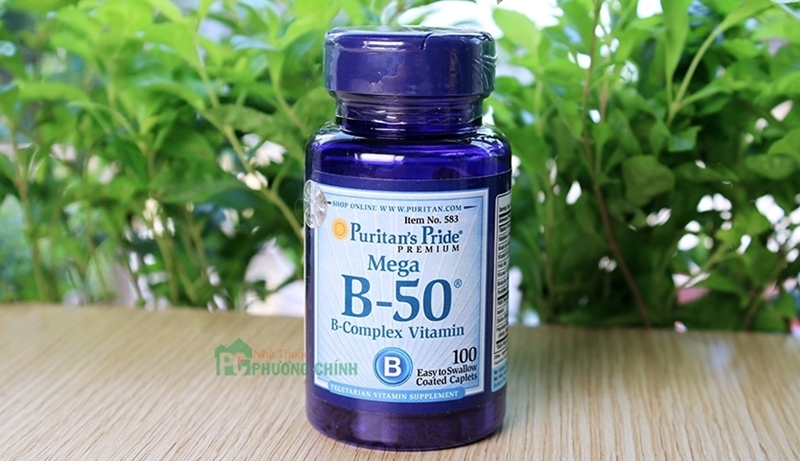 SHOP ONLINE WWW.PURITAN.COM
Item No. 583
Puritan's Pride®
PREMIUM
Mega
B-50®
B-Complex Vitamin
B
100
Easy to Swallow
Coated Caplets
VEGETARIAN VITAMIN SUPPLEMENT
PG
Nhà Thuốc
PHƯƠNG CHÍNH